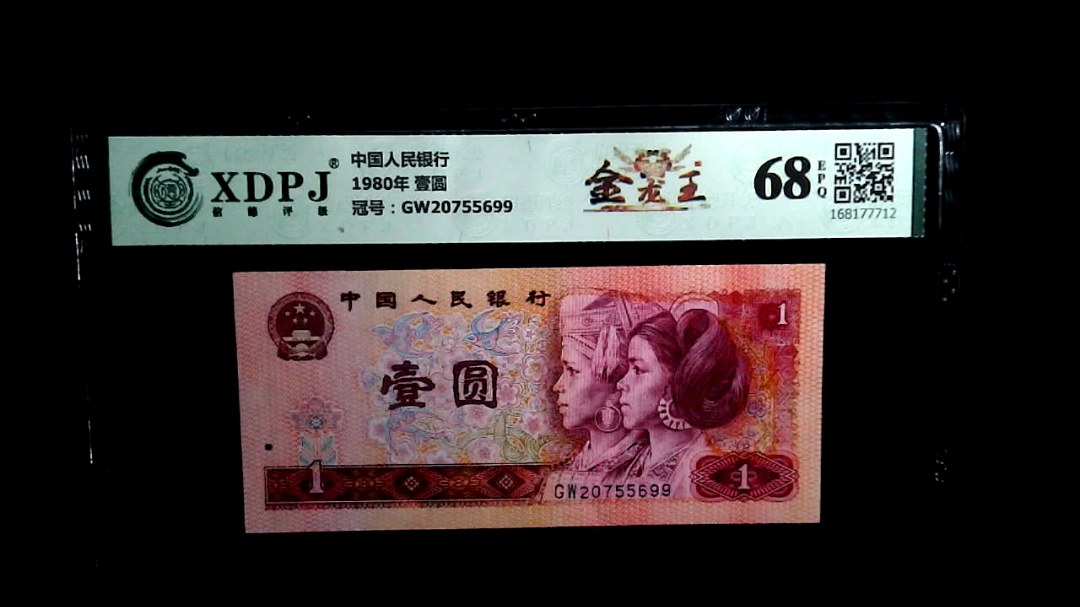 XDPJ®
信德评级
中国人民银行
1980年 壹圆
冠号：GW20755699
金龙王
68
EPQ
168177712
中国人民银行
1
壹圆
1
GW20755699
1